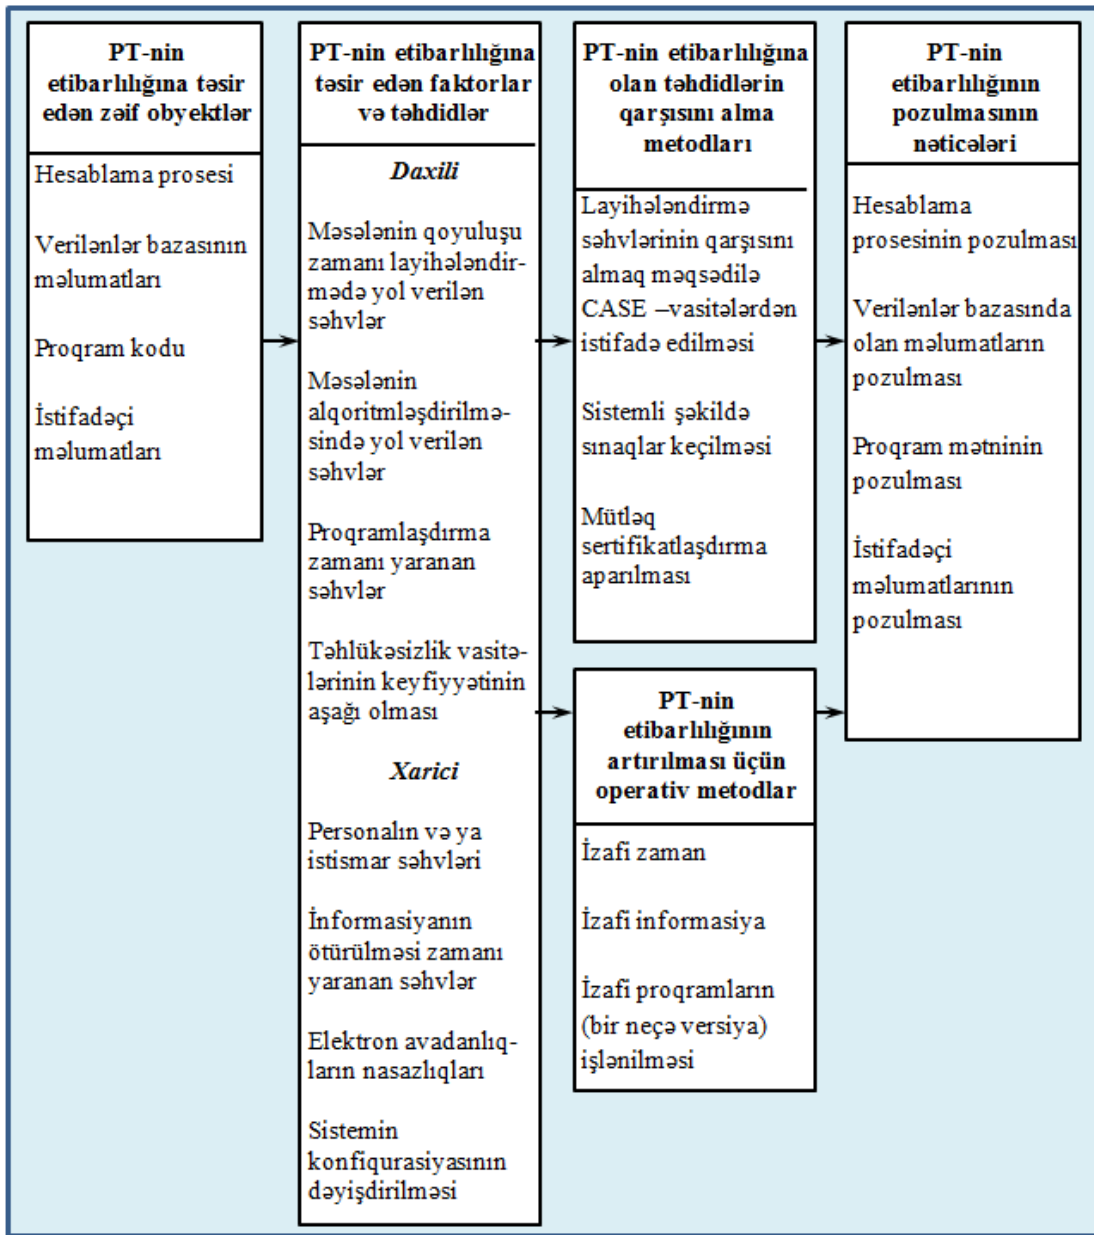 PT-nin
etibarlılığına təsir
edən zəif obyektlər
Hesablama prosesi
Verilənlər bazasının
məlumatları
Proqram kodu
İstifadəçi
məlumatları
PT-nin etibarlılığına
təsir edən faktorlar
və təhdidlər
Daxili
Məsələnin qoyuluşu
zamanı layihələndir-
mədə yol verilən
səhvlər
Məsələnin
alqoritmləşdirilmə-
sində yol verilən
səhvlər
Proqramlaşdırma
zamanı yaranan
səhvlər
Təhlükəsizlik vasitə-
lərinin keyfiyyətinin
aşağı olması
Xarici
Personalın və ya
istismar səhvləri
İnformasiyanın
ötürülməsi zamanı
yaranan səhvlər
Elektron avadanlıq-
ların nasazlıqları
Sistemin
konfiqurasiyasının
dəyişdirilməsi
PT-nin etibarlığına
olan təhdidlərin
qarşısını alma
metodları
Layihələndirmə
səhvlərinin qarşısını
almaq məqsədilə
CASE –vasitələrdən
istifadə edilməsi
Sistemli şəkildə
sınaqlar keçilməsi
Mütləq
sertifikatlaşdırma
aparılması
PT-nin
etibarlılığının
artırılması üçün
operativ metodlar
İzafi zaman
İzafi informasiya
İzafi proqramların
(bir neçə versiya)
işlənilməsi
PT-nin
etibarlığının
pozulmasının
nəticələri
Hesablama
prosesinin pozulması
Verilənlər bazasında
olan məlumatların
pozulması
Proqram mətninin
pozulması
İstifadəçi
məlumatlarının
pozulması